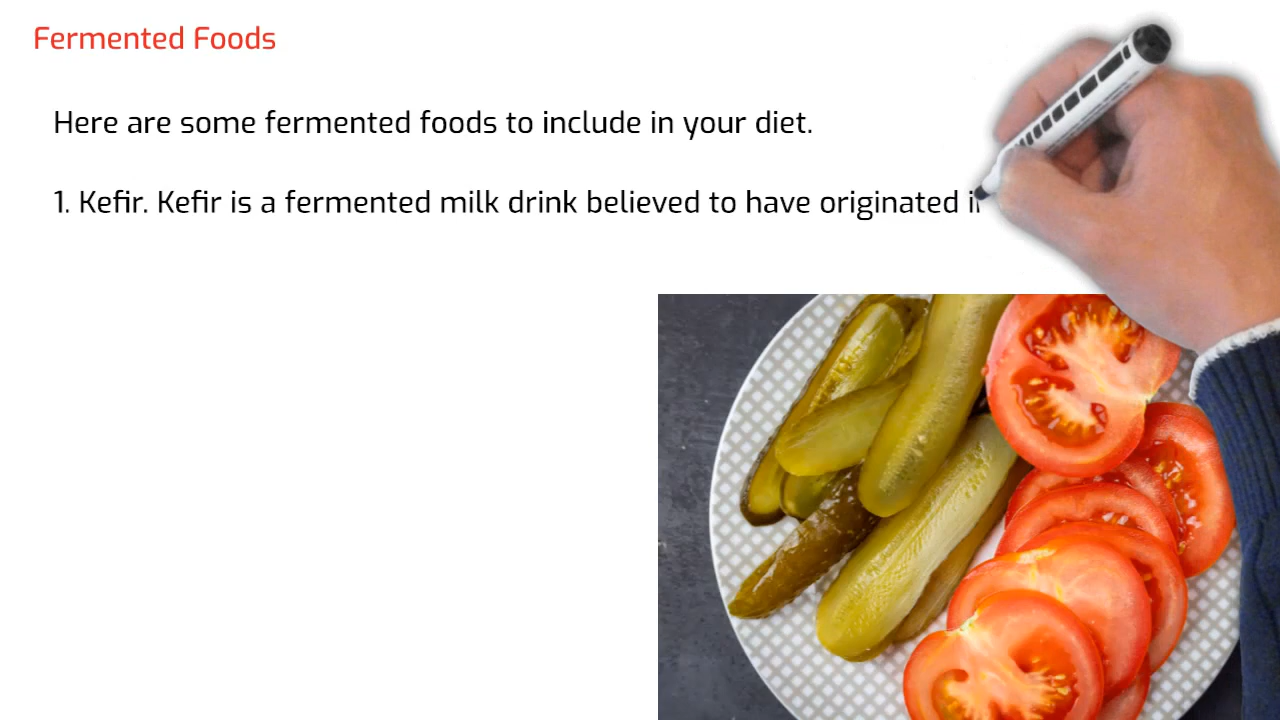 Fermented Foods
Here are some fermented foods to include in your diet.
1. Kefir. Kefir is a fermented milk drink believed to have originated